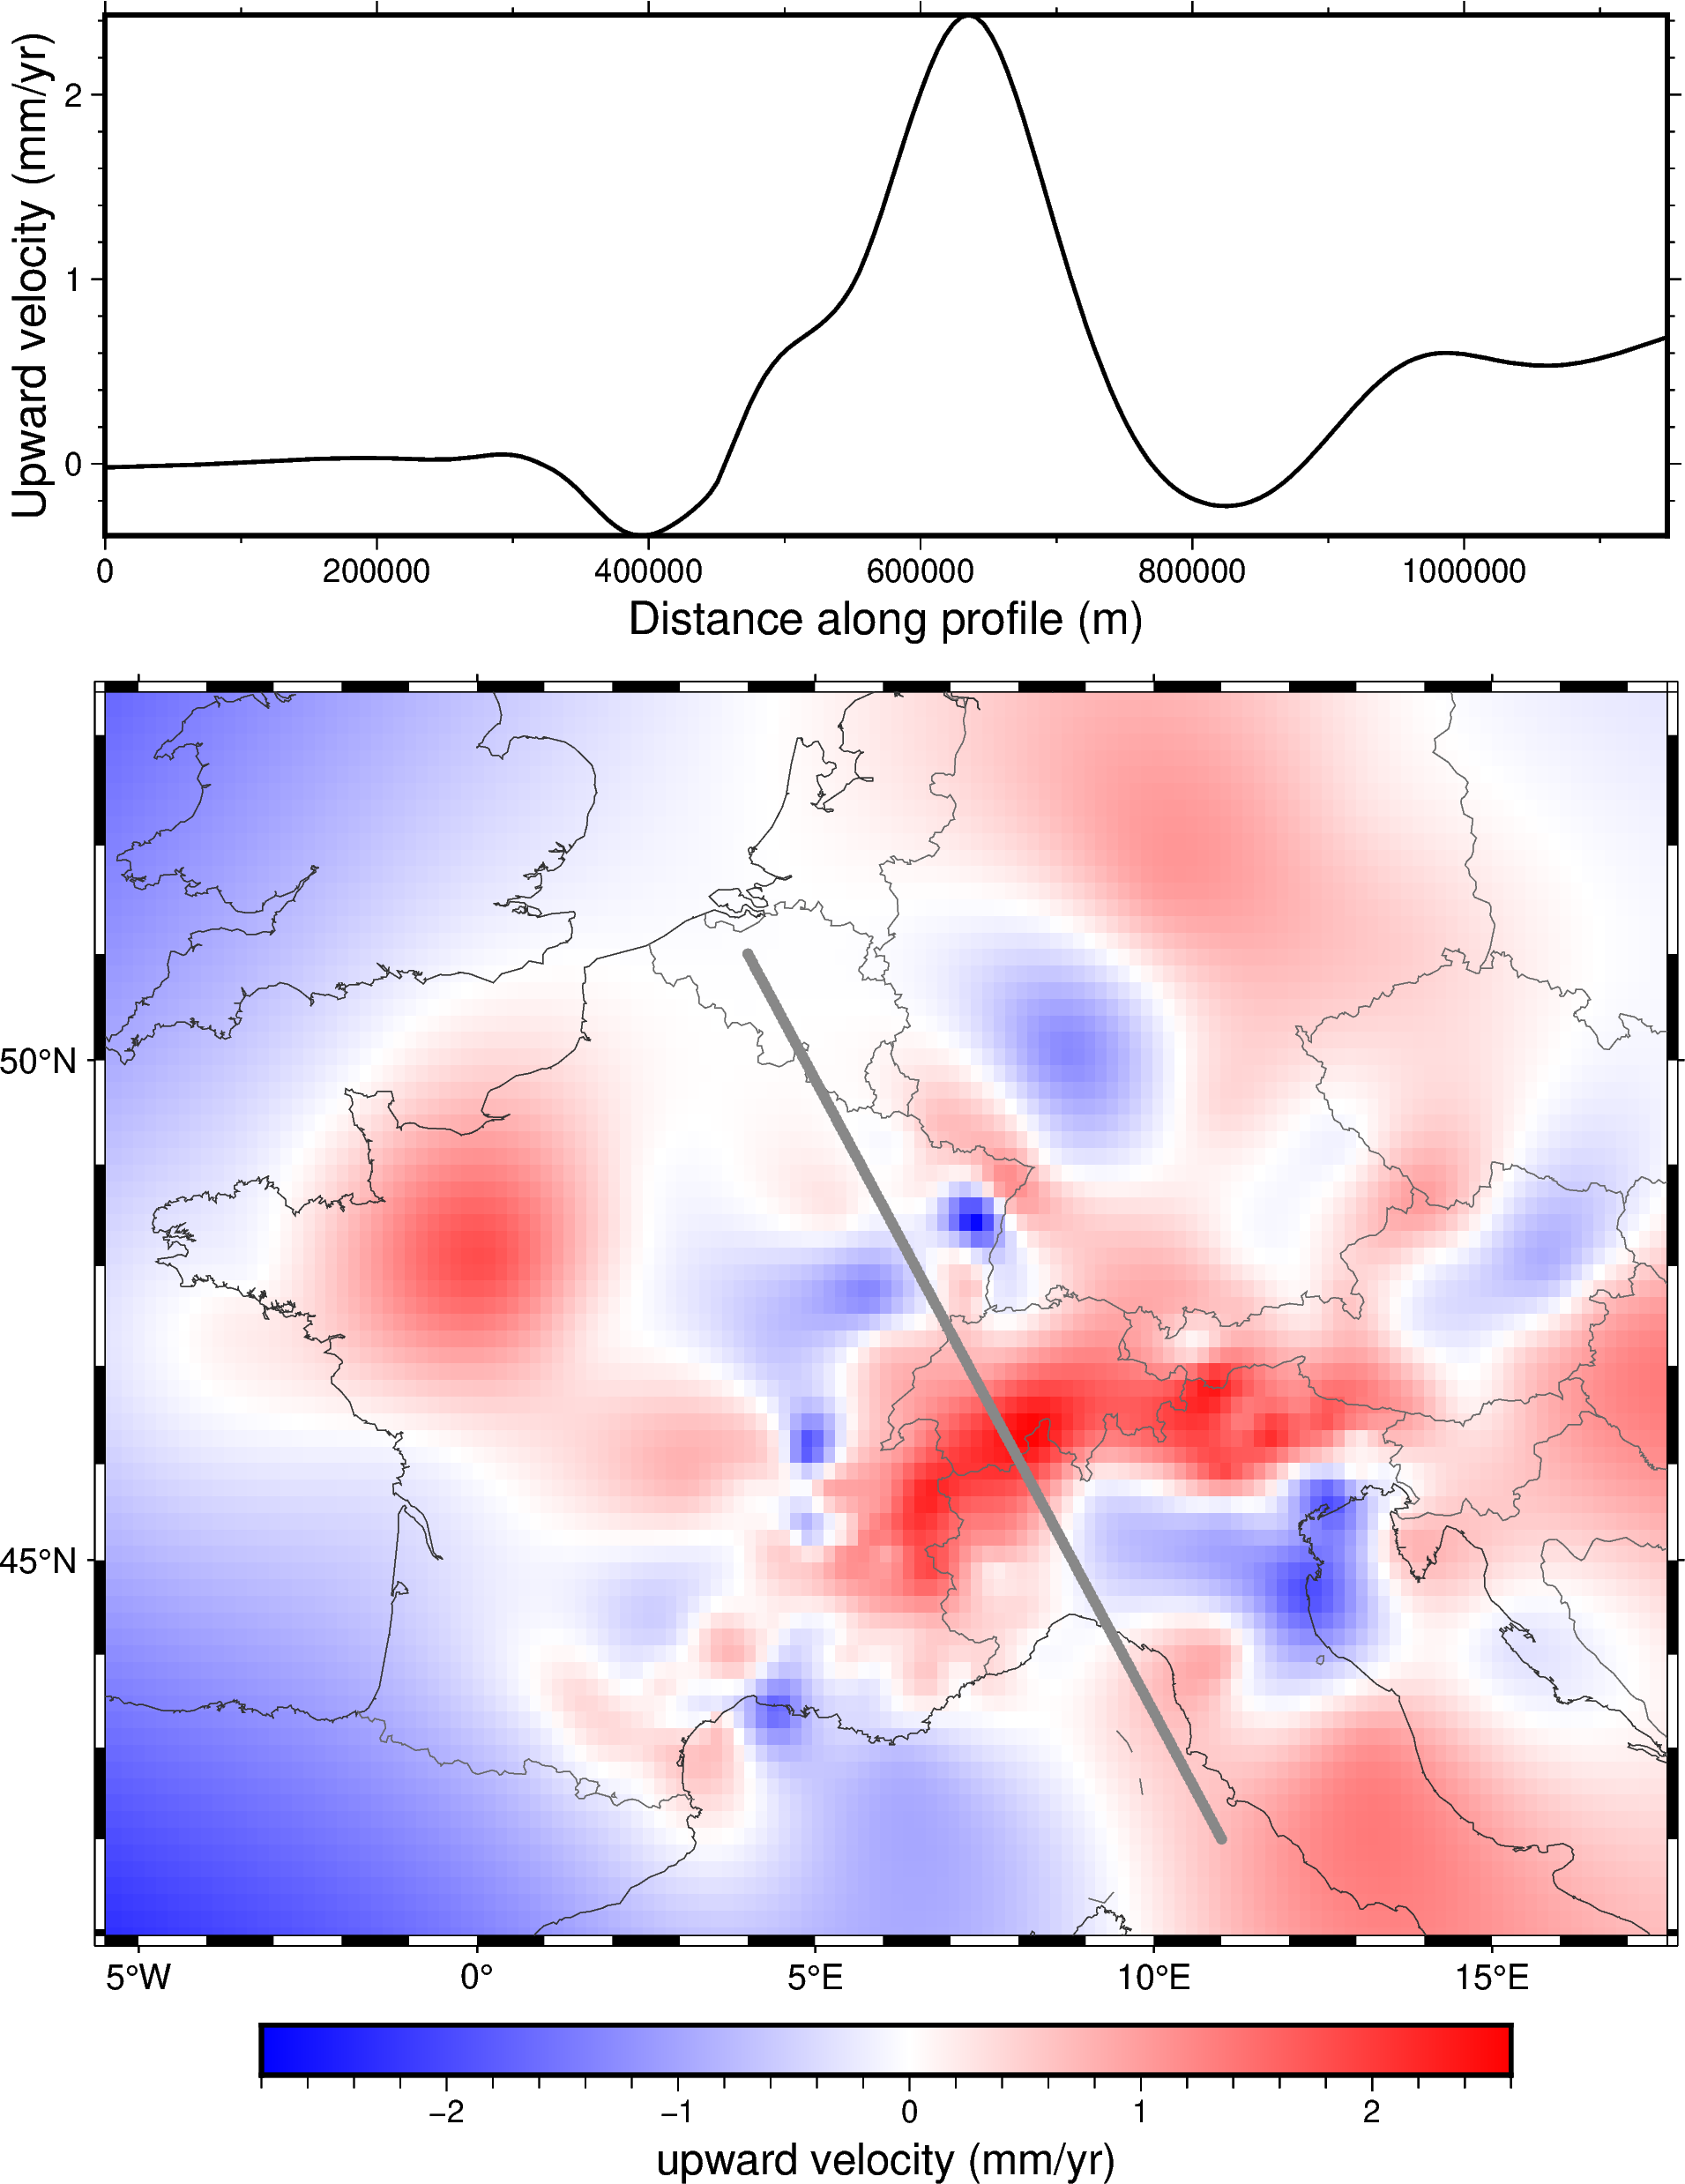 Upward velocity (mm/yr)
2
1
0
0 200000 400000 600000 800000 1000000
Distance along profile (m)
50°N
45°N
5°W 0° 5°E 10°E 15°E
−2 −1 0 1 2
upward velocity (mm/yr)